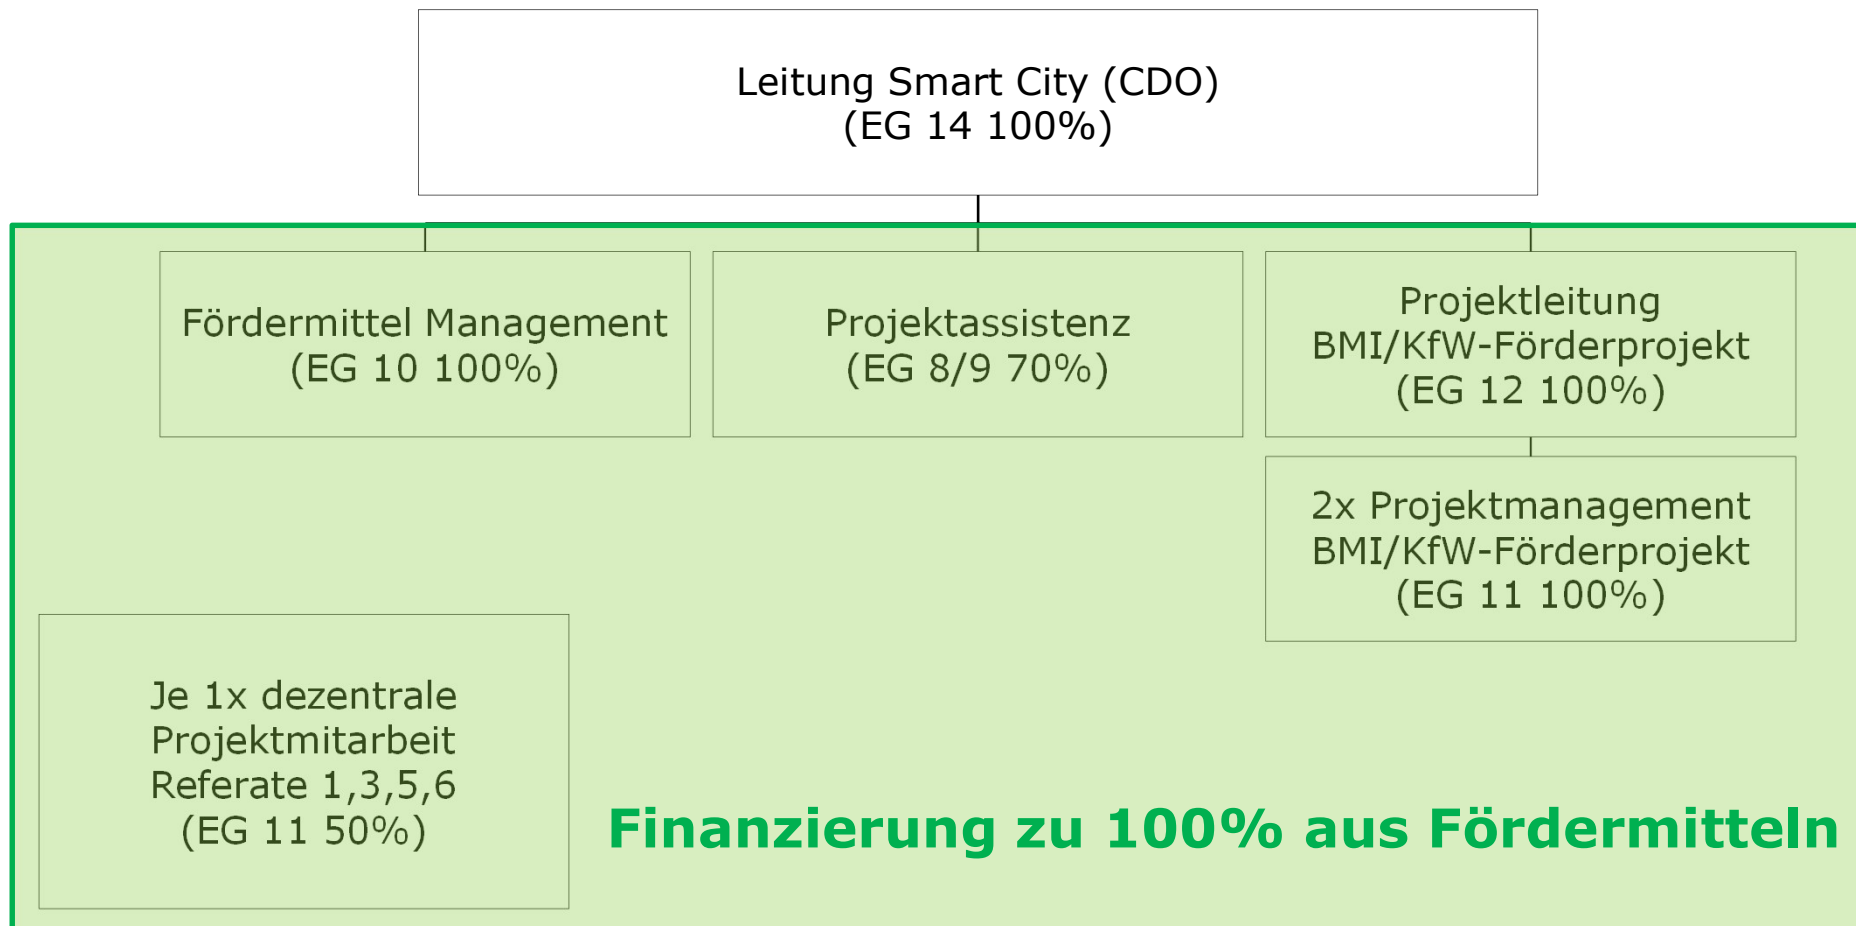 Leitung Smart City (CDO)
(EG 14 100%)
Fördermittel Management
(EG 10 100%)
Projektassistenz
(EG 8/9 70%)
Projektleitung
BMI/KfW-Förderprojekt
(EG 12 100%)
2x Projektmanagement
BMI/KfW-Förderprojekt
(EG 11 100%)
Je 1x dezentrale
Projektmitarbeit
Referate 1,3,5,6
(EG 11 50%)
Finanzierung zu 100% aus Fördermitteln